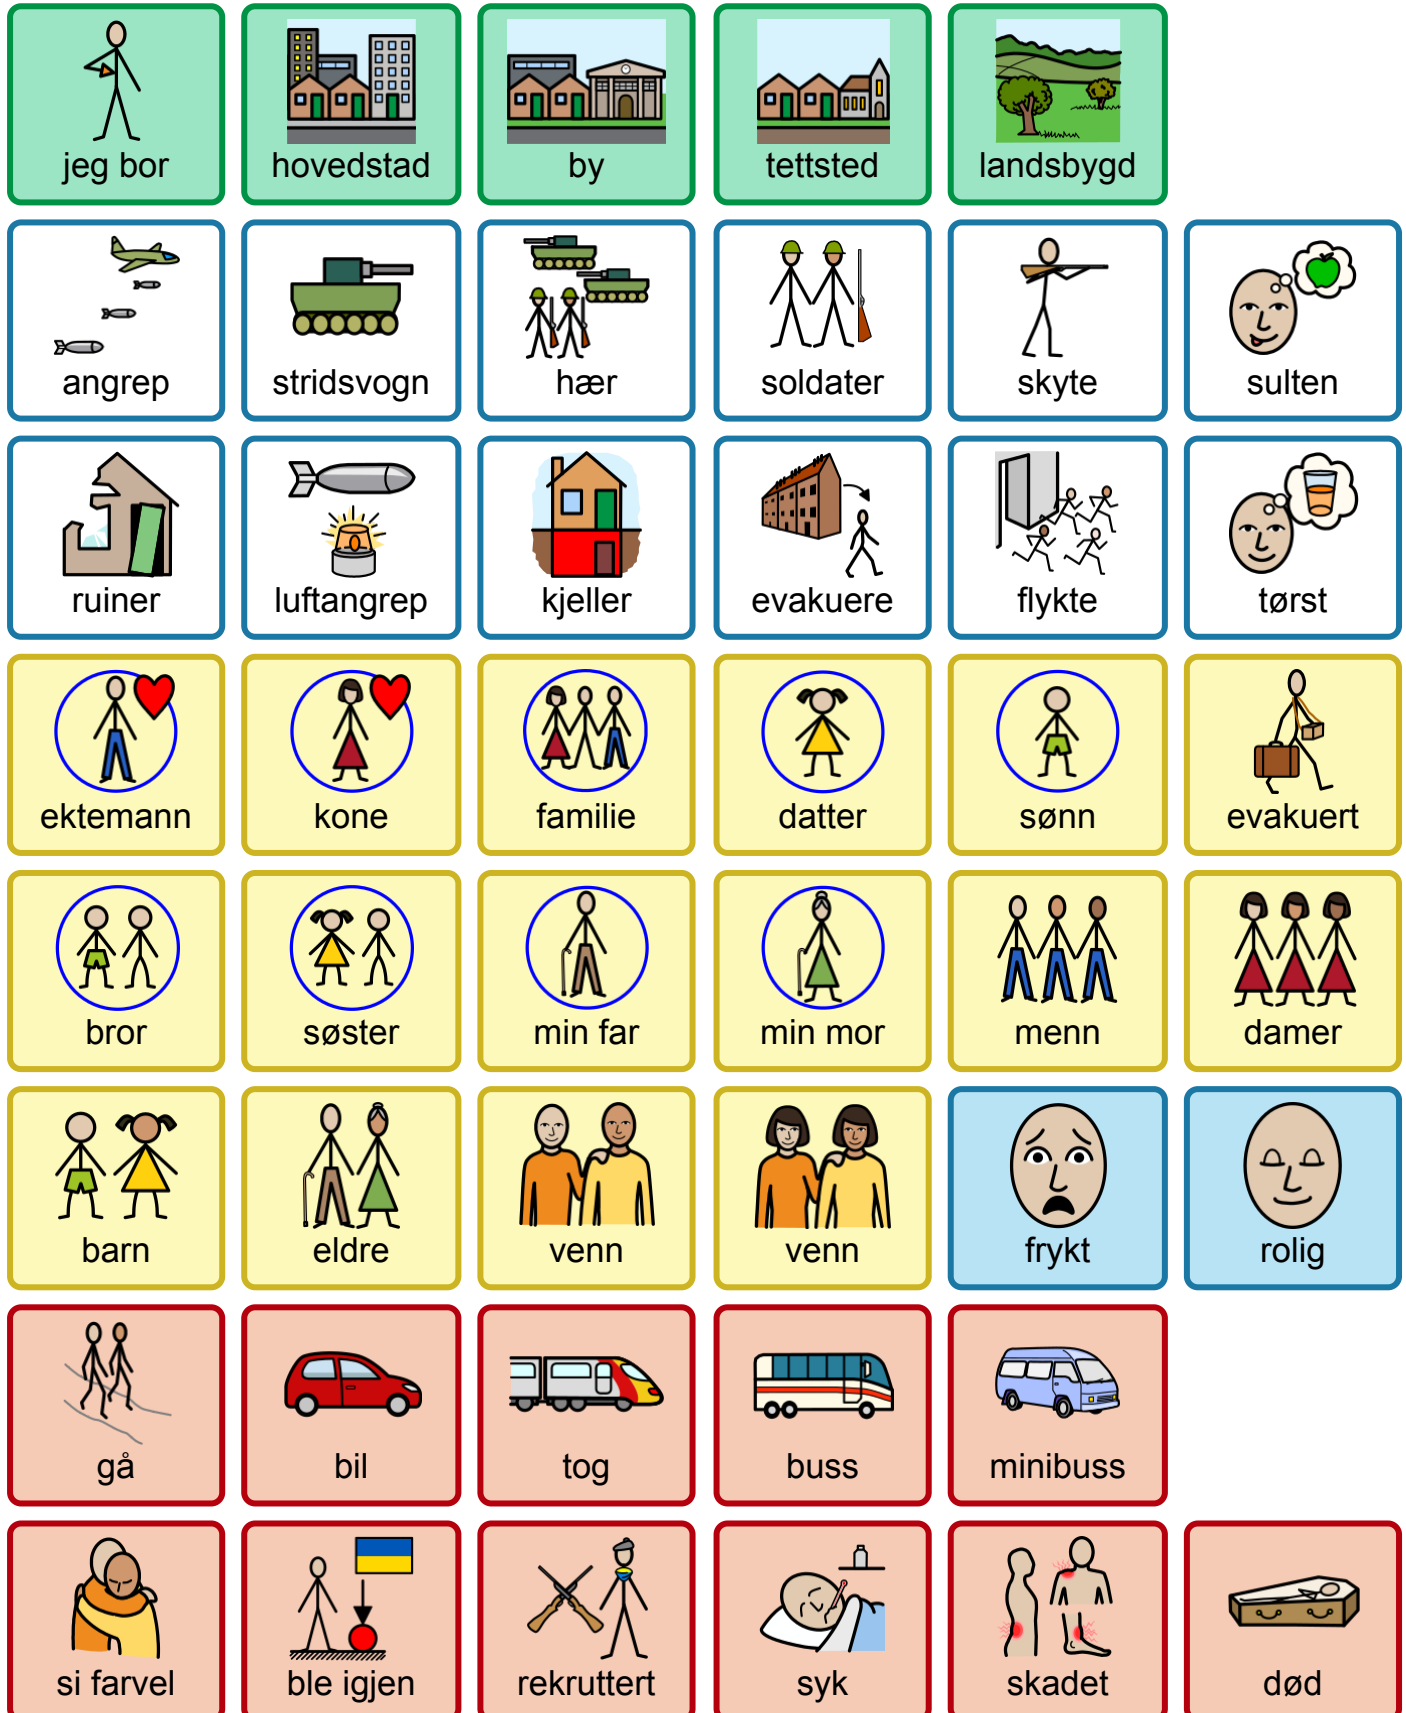 jeg bor
hovedstad
by
tettsted
landsbygd
angrep
stridsvogn
hær
soldater
skyte
sulten
ruiner
luftangrep
kjeller
evakuere
flykte
tørst
ektemann
kone
familie
datter
sønn
evakuert
bror
søster
min far
min mor
menn
damer
barn
eldre
venn
venn
frykt
rolig
gå
bil
tog
buss
minibuss
si farvel
ble igjen
rekruttert
syk
skadet
død